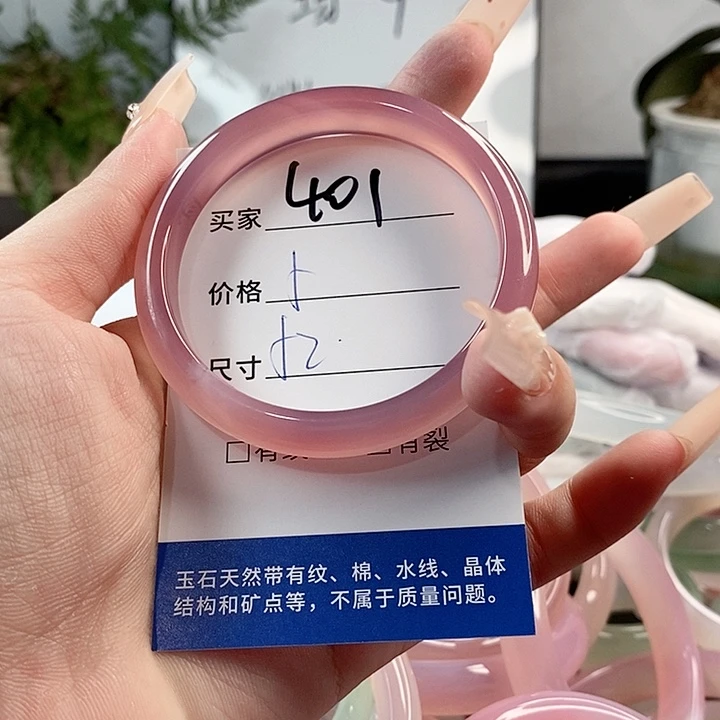 买家 401
价格
尺寸
□有 □有裂
玉石天然带有纹、棉、水线、晶体
结构和矿点等，不属于质量问题。